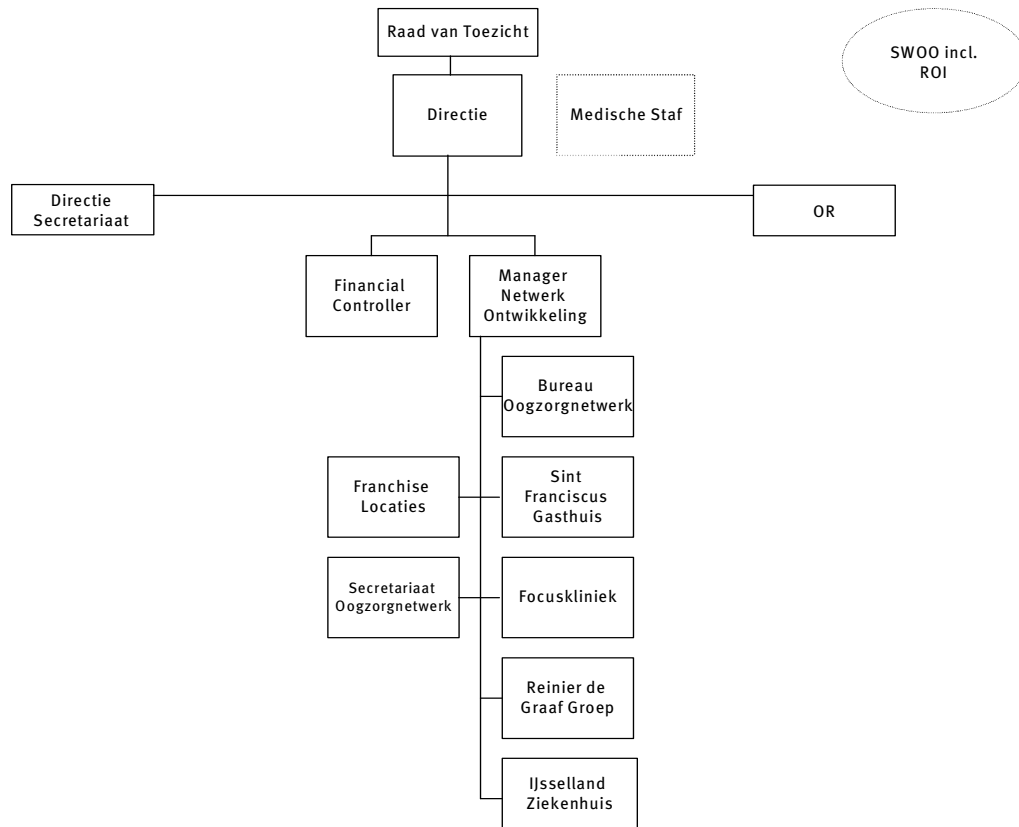 Raad van Toezicht
SWOO incl.
ROI
Directie
Medische Staf
Directie
Secretariaat
OR
Financial
Controller
Manager
Netwerk
Ontwikkeling
Bureau
Oogzorgnetwerk
Franchise
Locaties
Sint
Franciscus
Gasthuis
Secretariaat
Oogzorgnetwerk
Focuskliniek
Reinier de
Graaf Groep
IJsselland
Ziekenhuis